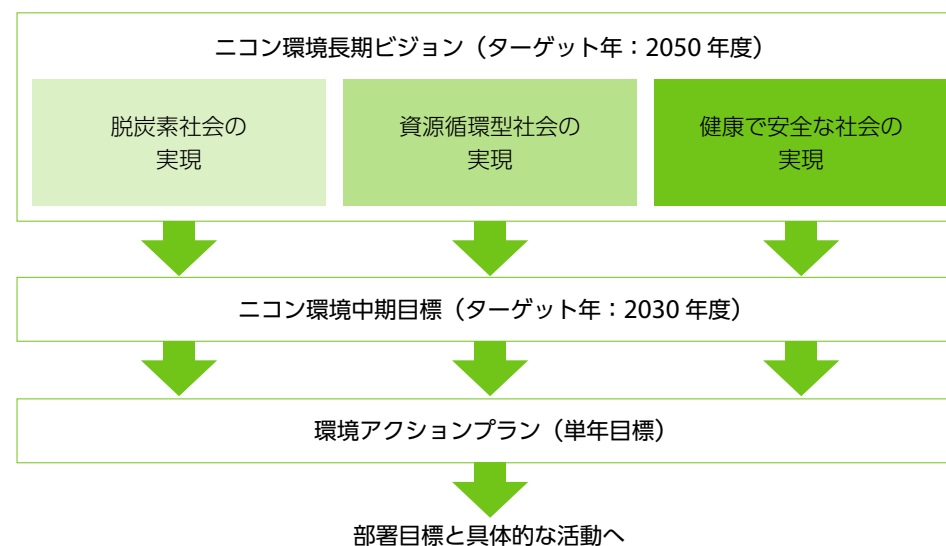 ニコン環境長期ビジョン（ターゲット年：2050 年度）
脱炭素社会の
実現
資源循環型社会の
実現
健康で安全な社会の
実現
ニコン環境中期目標（ターゲット年：2030 年度）
環境アクションプラン（単年目標）
部署目標と具体的な活動へ